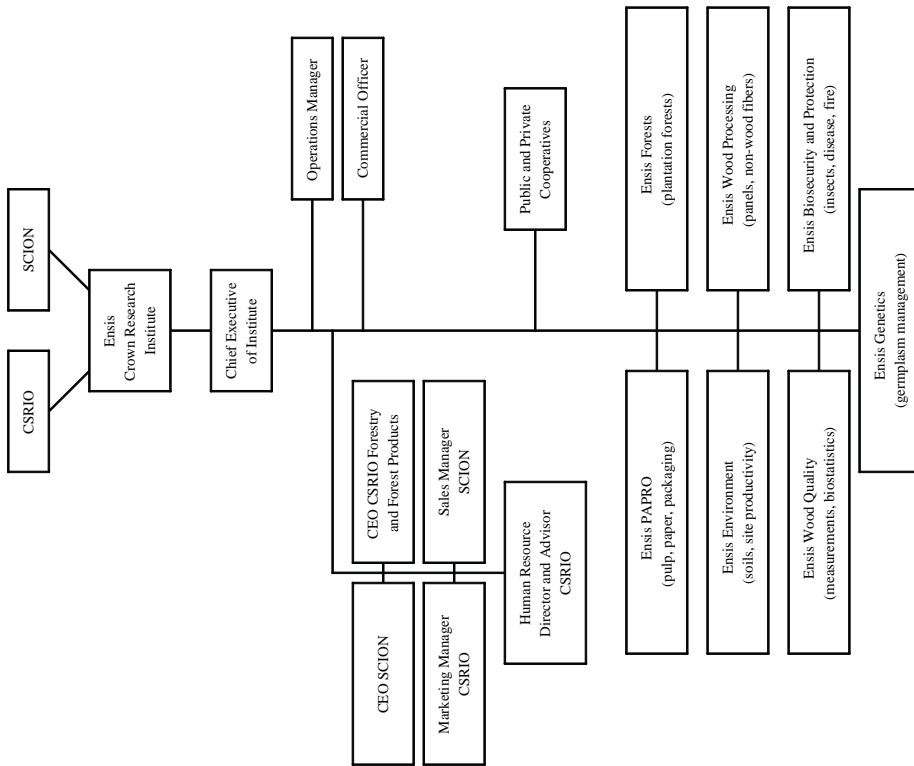 CSRIO
SCION
Ensis
Crown Research
Institute
Chief Executive
of Institute
Operations Manager
Commercial Officer
CEO SCION
CEO CSRIO Forestry
and Forest Products
Marketing Manager
CSRIO
Sales Manager
SCION
Human Resource
Director and Advisor
CSRIO
Public and Private
Cooperatives
Ensis PAPRO
(pulp, paper, packaging)
Ensis Forests
(plantation forests)
Ensis Environment
(soils, site productivity)
Ensis Wood Processing
(panels, non-wood fibers)
Ensis Wood Quality
(measurements, biostatistics)
Ensis Biosecurity and Protection
(insects, disease, fire)
Ensis Genetics
(germplasm management)